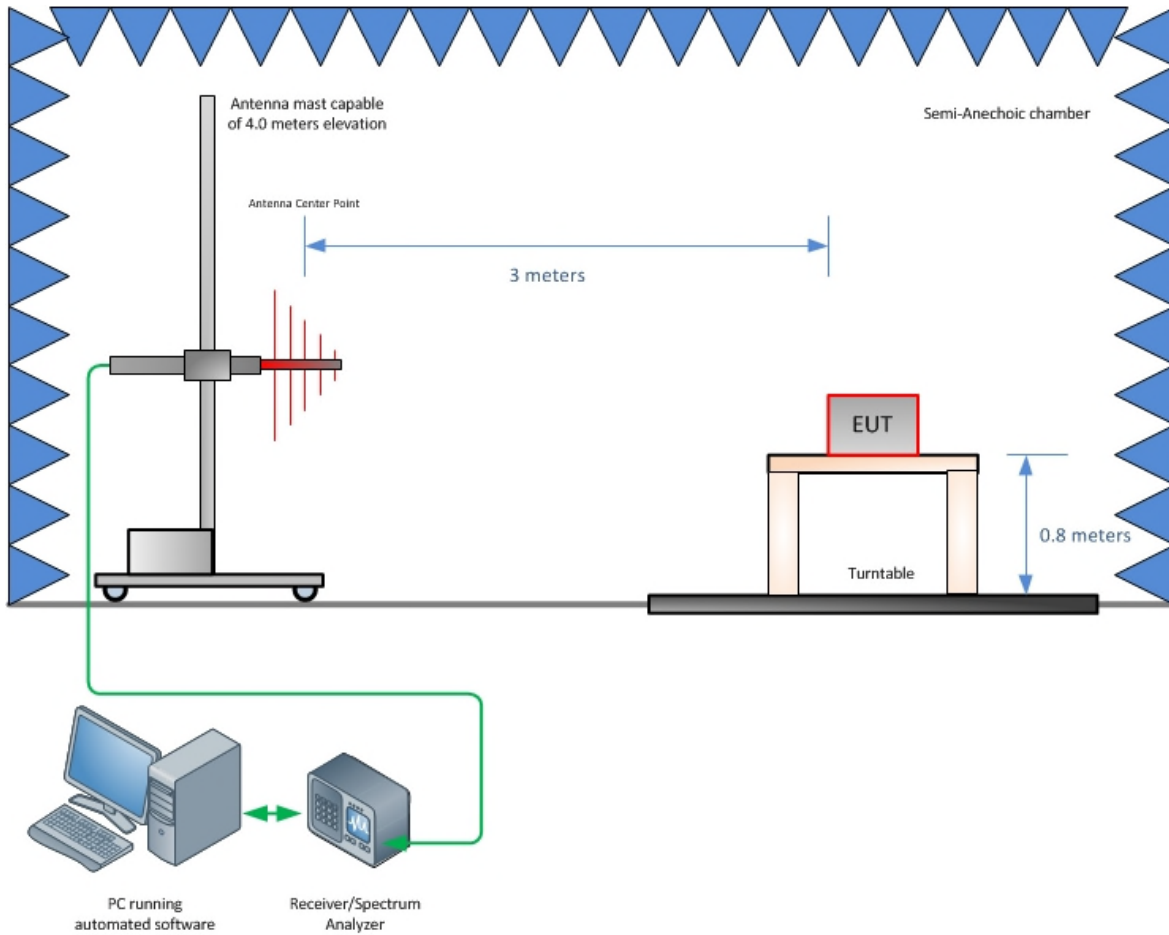 Antenna mast capable
of 4.0 meters elevation
Semi-Anechoic chamber
Antenna Center Point
3 meters
EUT
0.8 meters
Turntable
PC running
automated software
Receiver/Spectrum
Analyzer